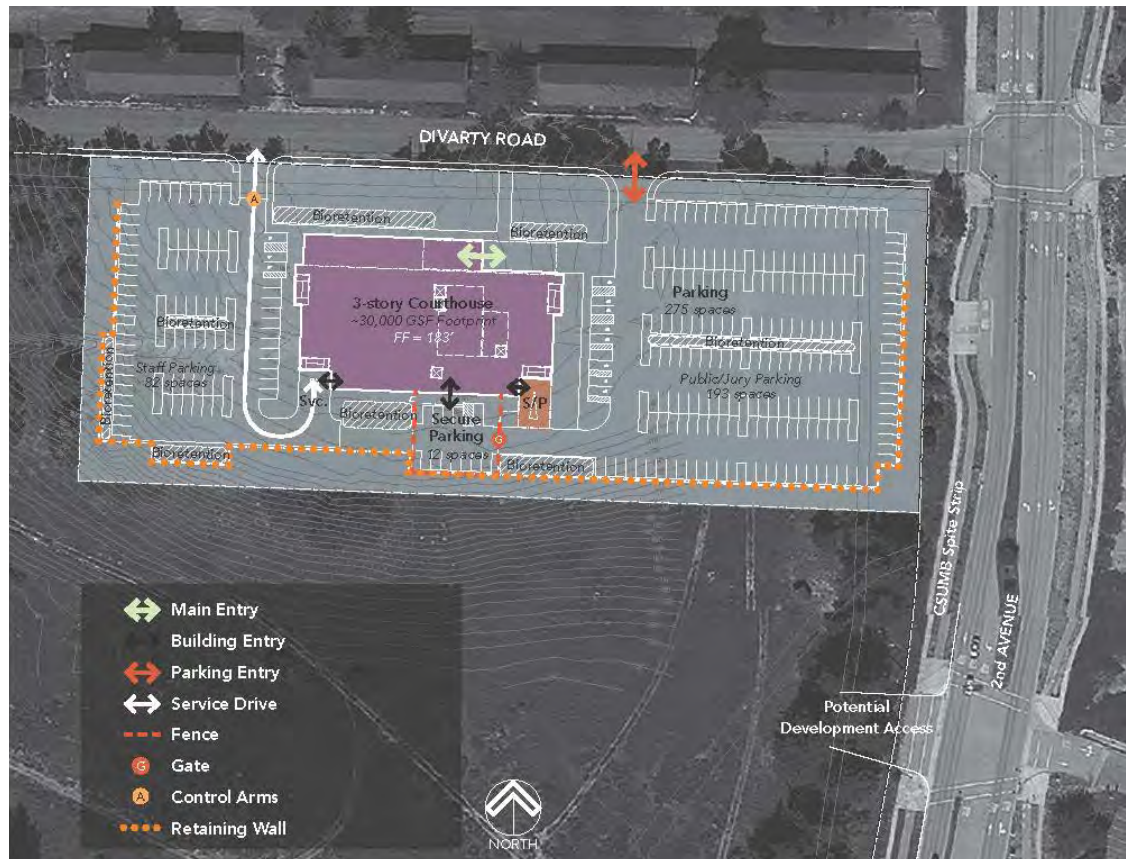 DIVARTY ROAD
A
Bioretention
Bioretention
3-story Courthouse
~30,000 GSF Footprint
FF = 183'
Parking
275 spaces
Bioretention
Bioretention
Staff Parking
82 spaces
Bioretention
Public/Jury Parking
193 spaces
Svc.
Bioretention
Secure
Parking
12 spaces
S/P
G
Bioretention
Bioretention
CSUMB Spite Strip
2nd AVENUE
Potential
Development Access
Main Entry
Building Entry
Parking Entry
Service Drive
Fence
G Gate
A Control Arms
Retaining Wall
NORTH